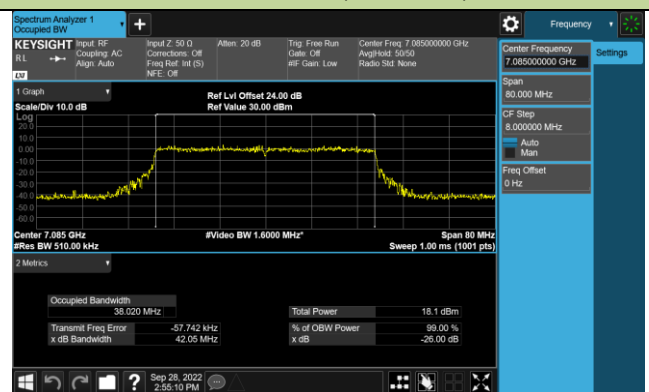 Spectrum Analyzer 1
Occupied BW
Frequency
KEYSIGHT
RL
LXI
Input: RF
Coupling: AC
Align: Auto
Input Z: 50 Ω
Corrections: Off
Freq Ref: Int (S)
NFE: Off
Atten: 20 dB
Trig: Free Run
Gate: Off
#IF Gain: Low
Center Freq: 7.085000000 GHz
Avg|Hold: 50/50
Radio Std: None
Center Frequency
7.085000000 GHz
Settings
Span
80.000 MHz
CF Step
8.000000 MHz
Auto
Man
Freq Offset
0 Hz
1 Graph
Scale/Div 10.0 dB
Ref Lvl Offset 24.00 dB
Ref Value 30.00 dBm
Log
20.0
10.0
0.00
-10.0
-20.0
-30.0
-40.0
-50.0
-60.0
Center 7.085 GHz
#Res BW 510.00 kHz
#Video BW 1.6000 MHz*
Span 80 MHz
Sweep 1.00 ms (1001 pts)
2 Metrics
Occupied Bandwidth
38.020 MHz
Transmit Freq Error -57.742 kHz
x dB Bandwidth 42.05 MHz
Total Power 18.1 dBm
% of OBW Power 99.00 %
x dB -26.00 dB
?
Sep 28, 2022
2:55:10 PM